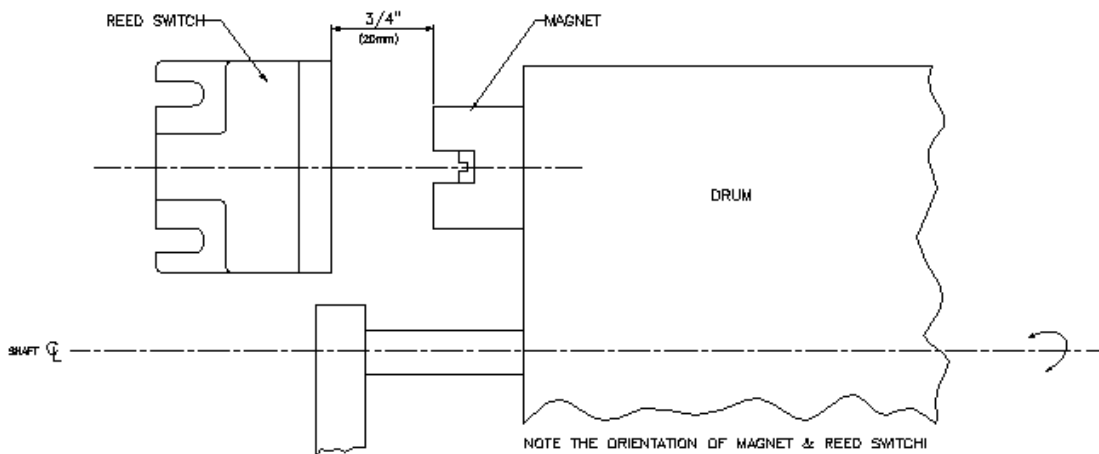 REED SWITCH
3/4"
(20mm)
MAGNET
DRUM
SHAFT ℄
NOTE THE ORIENTATION OF MAGNET & REED SWITCH!